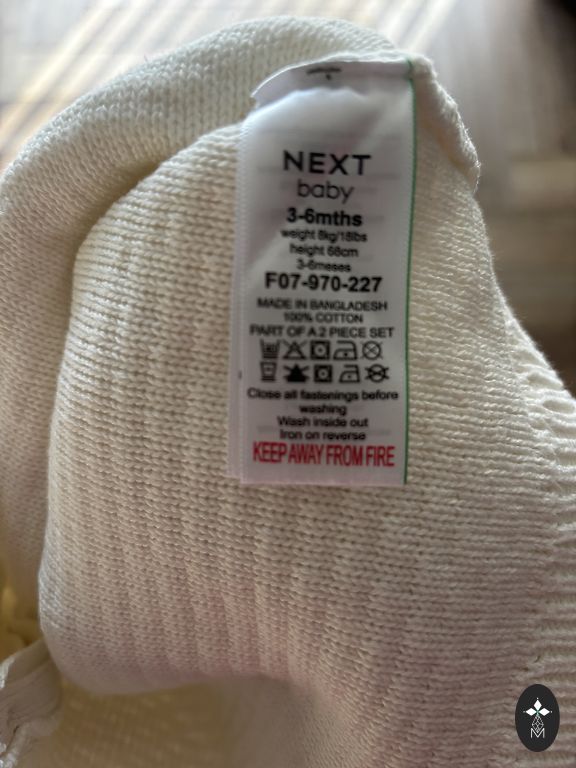 NEXT
baby
3-6mths
weight 8kg/18lbs
height 68cm
3-6meses
F07-970-227
MADE IN BANGLADESH
100% COTTON
PART OF A 2 PIECE SET
Close all fastenings before
washing
Wash inside out
Iron on reverse
KEEP AWAY FROM FIRE
M